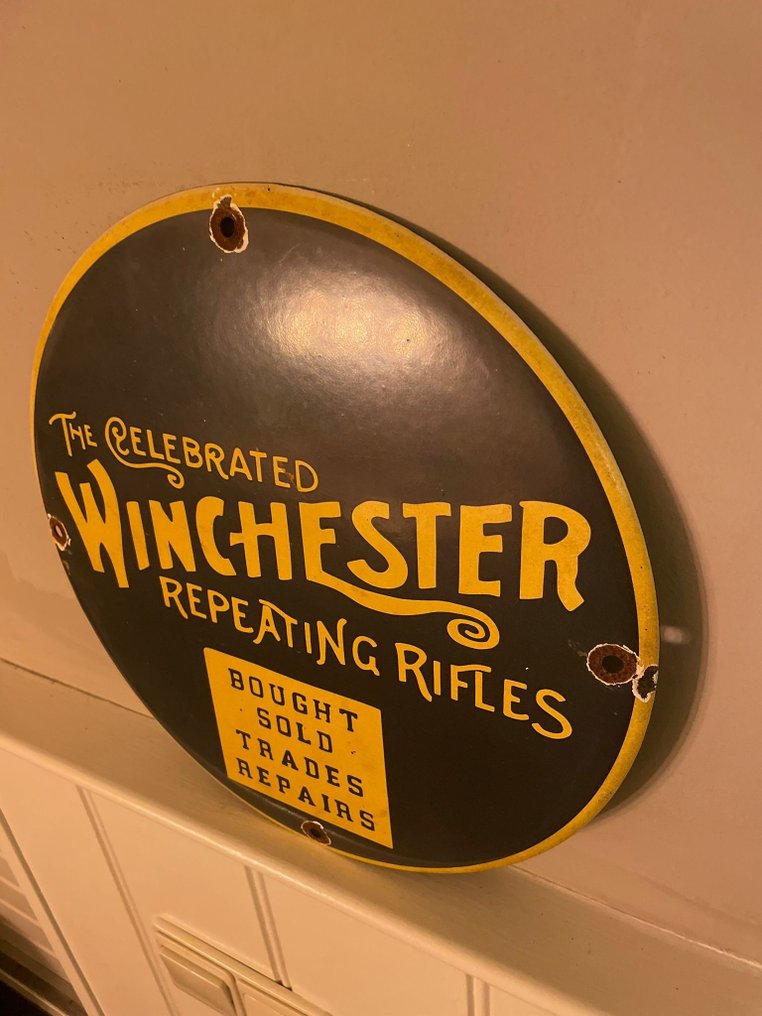 THE CELEBRATED
WINCHESTER
REPEATING RIFLES
BOUGHT
SOLD
TRADES
REPAIRS